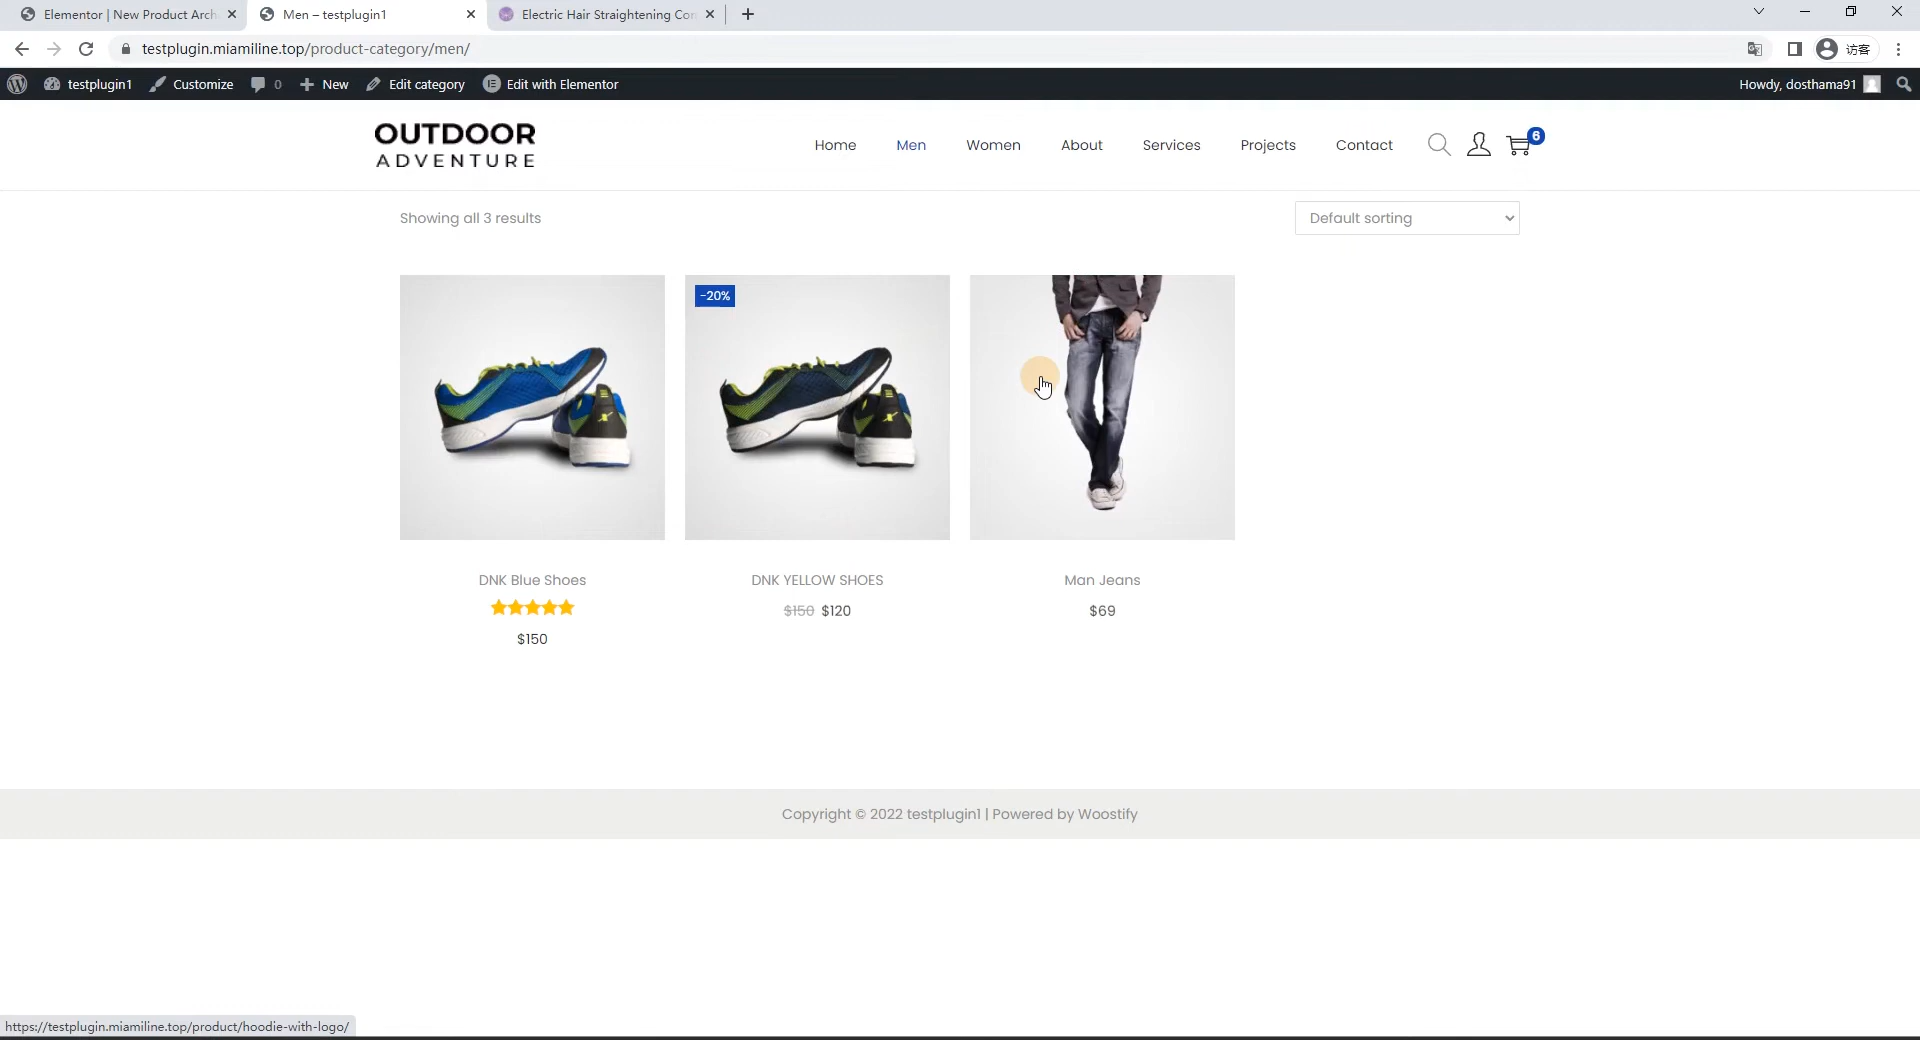 Elementor | New Product Arch
Men – testplugin1
Electric Hair Straightening Con
testplugin.miamiline.top/product-category/men/
访客
testplugin1
Customize
0
New
Edit category
Edit with Elementor
Howdy, dosthama91
OUTDOOR
ADVENTURE
Home
Men
Women
About
Services
Projects
Contact
6
Showing all 3 results
Default sorting
-20%
DNK Blue Shoes
$150
DNK YELLOW SHOES
$150 $120
Man Jeans
$69
Copyright © 2022 testplugin1 | Powered by Woostify
https://testplugin.miamiline.top/product/hoodie-with-logo/